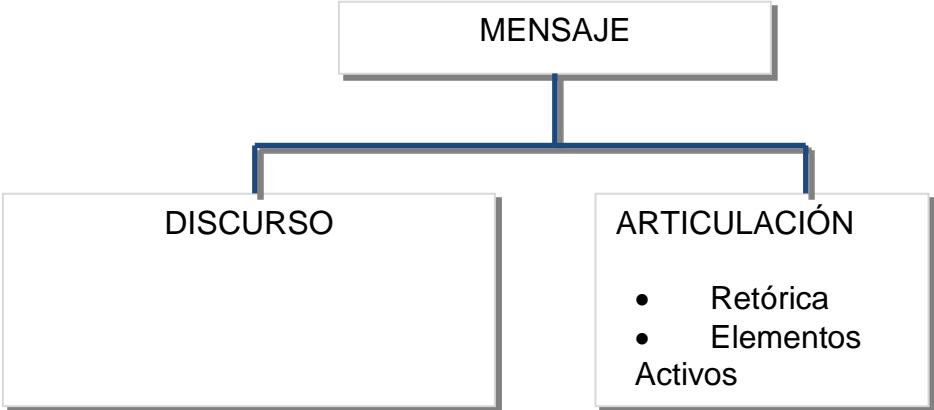 MENSAJE
DISCURSO
ARTICULACIÓN
• Retórica
• Elementos
Activos